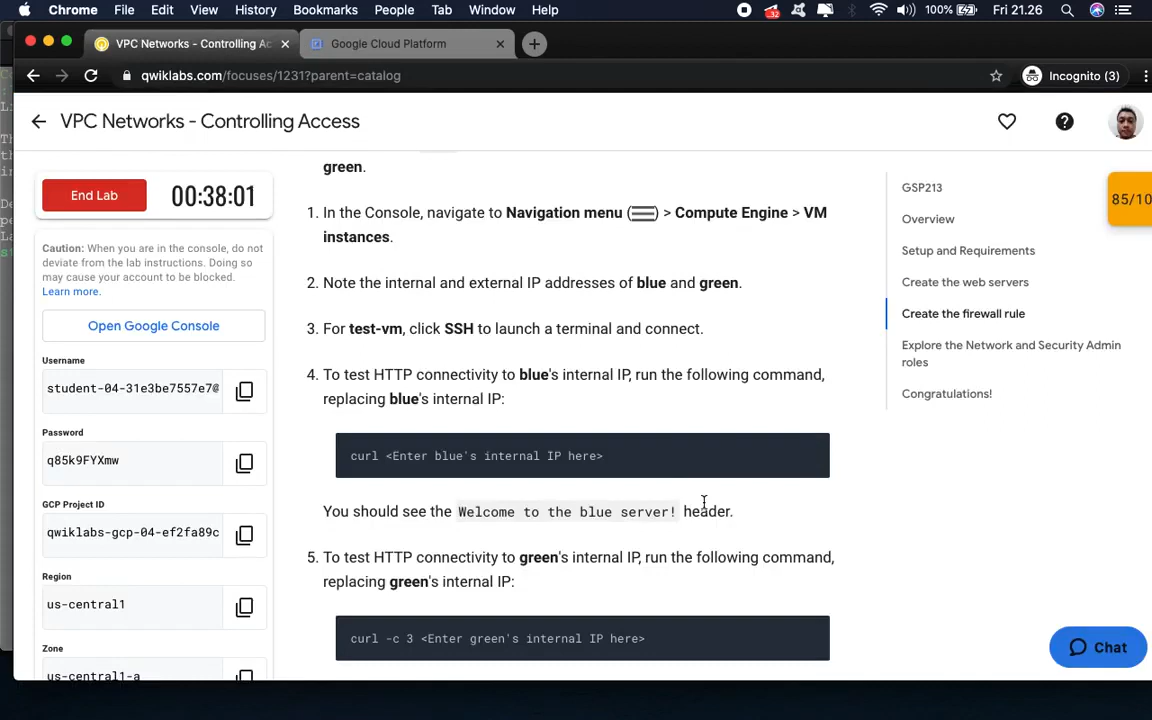 Chrome File Edit View History Bookmarks People Tab Window Help 32 100% Fri 21.26
VPC Networks - Controlling Ac Google Cloud Platform
qwiklabs.com/focuses/1231?parent=catalog Incognito (3)
VPC Networks - Controlling Access
End Lab 00:38:01
Caution: When you are in the console, do not
deviate from the lab instructions. Doing so
may cause your account to be blocked.
Learn more.
Open Google Console
Username
student-04-31e3be7557e7@
Password
q85k9FYXmw
GCP Project ID
qwiklabs-gcp-04-ef2fa89c
Region
us-central1
Zone
us-central1-a
green.
1. In the Console, navigate to Navigation menu ( ) > Compute Engine > VM
instances.
2. Note the internal and external IP addresses of blue and green.
3. For test-vm, click SSH to launch a terminal and connect.
4. To test HTTP connectivity to blue's internal IP, run the following command,
replacing blue's internal IP:
curl <Enter blue's internal IP here>
You should see the Welcome to the blue server! header.
5. To test HTTP connectivity to green's internal IP, run the following command,
replacing green's internal IP:
curl -c 3 <Enter green's internal IP here>
GSP213
Overview
Setup and Requirements
Create the web servers
Create the firewall rule
Explore the Network and Security Admin
roles
Congratulations!
85/10
Chat